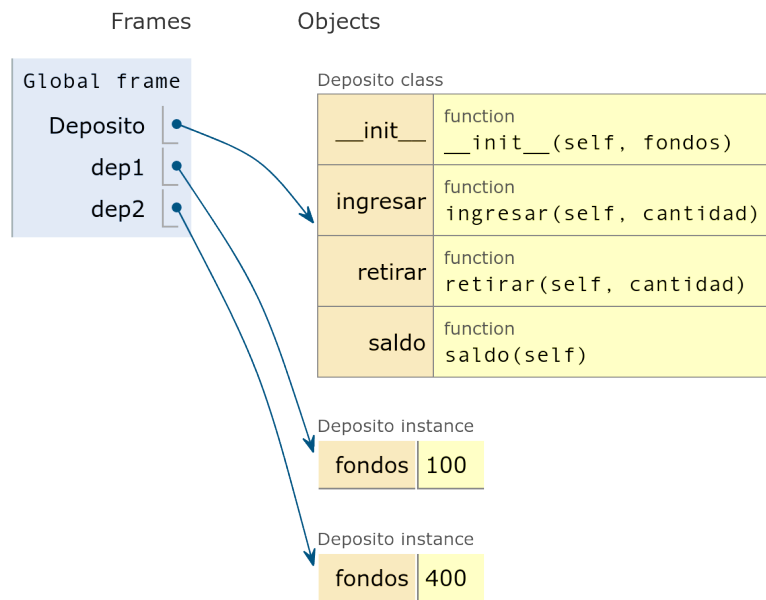 Frames Objects
Global frame
Deposito
dep1
dep2
Deposito class
__init__ function
__init__(self, fondos)
ingresar function
ingresar(self, cantidad)
retirar function
retirar(self, cantidad)
saldo function
saldo(self)
Deposito instance
fondos 100
Deposito instance
fondos 400